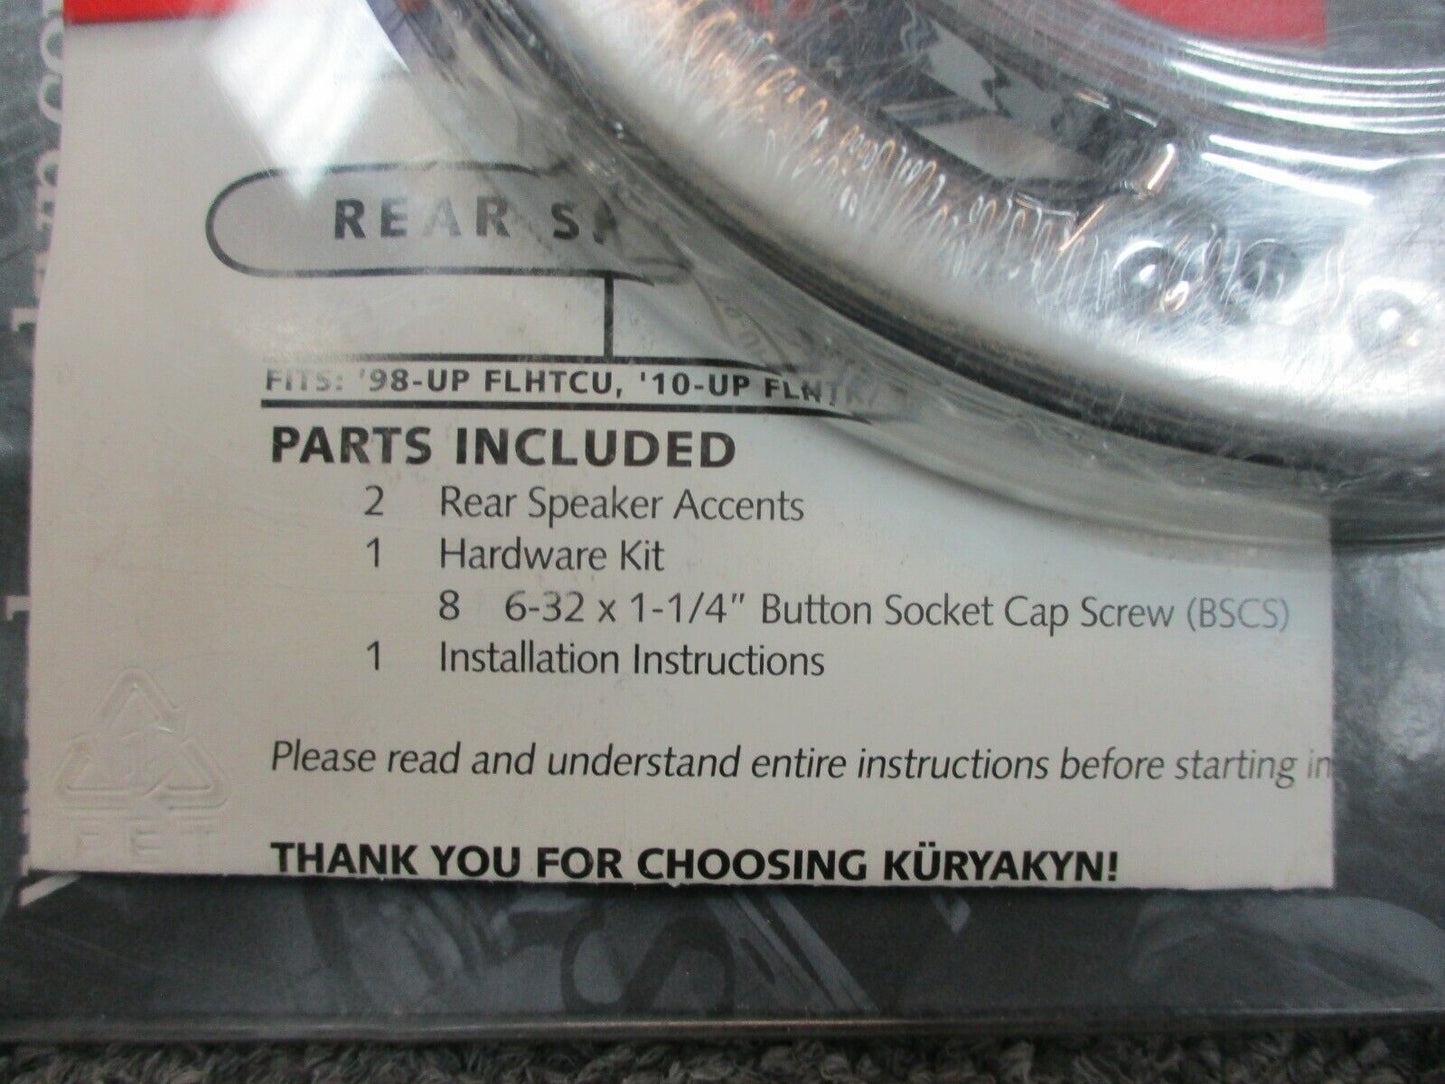 REAR
FITS: '98-UP FLHTCU, '10-UP
PARTS INCLUDED
2 Rear Speaker Accents
1 Hardware Kit
8 6-32 x 1-1/4" Button Socket Cap Screw (BSCS)
1 Installation Instructions
Please read and understand entire instructions before starting
THANK YOU FOR CHOOSING KÜRYAKYN!
1
PET